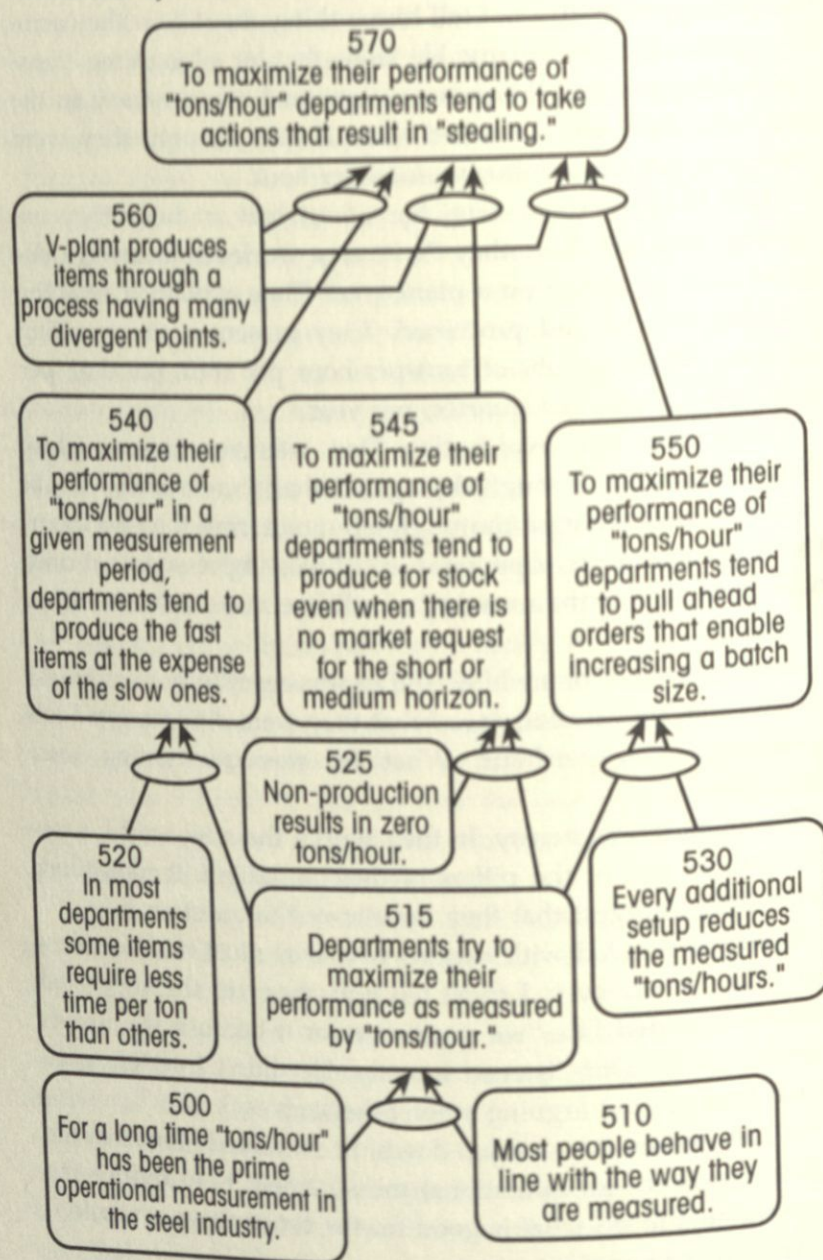 570
To maximize their performance of
"tons/hour" departments tend to take
actions that result in "stealing."
560
V-plant produces
items through a
process having many
divergent points.
540
To maximize their
performance of
"tons/hour" in a
given measurement
period,
departments tend to
produce the fast
items at the expense
of the slow ones.
545
To maximize their
performance of
"tons/hour"
departments tend to
produce for stock
even when there is
no market request
for the short or
medium horizon.
550
To maximize their
performance of
"tons/hour"
departments tend
to pull ahead
orders that enable
increasing a batch
size.
525
Non-production
results in zero
tons/hour.
520
In most
departments
some items
require less
time per ton
than others.
515
Departments try to
maximize their
performance as measured
by "tons/hour."
530
Every additional
setup reduces
the measured
"tons/hours."
500
For a long time "tons/hour"
has been the prime
operational measurement in
the steel industry.
510
Most people behave in
line with the way they
are measured.